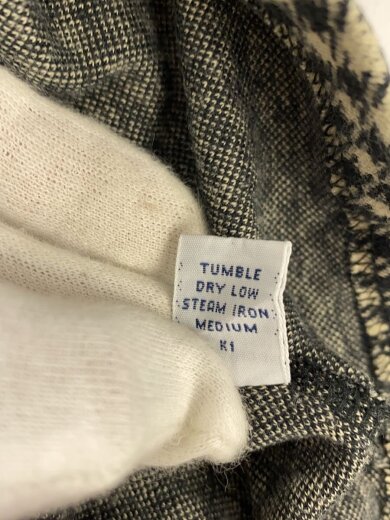 TUMBLE
DRY LOW
STEAM IRON
MEDIUM
K1